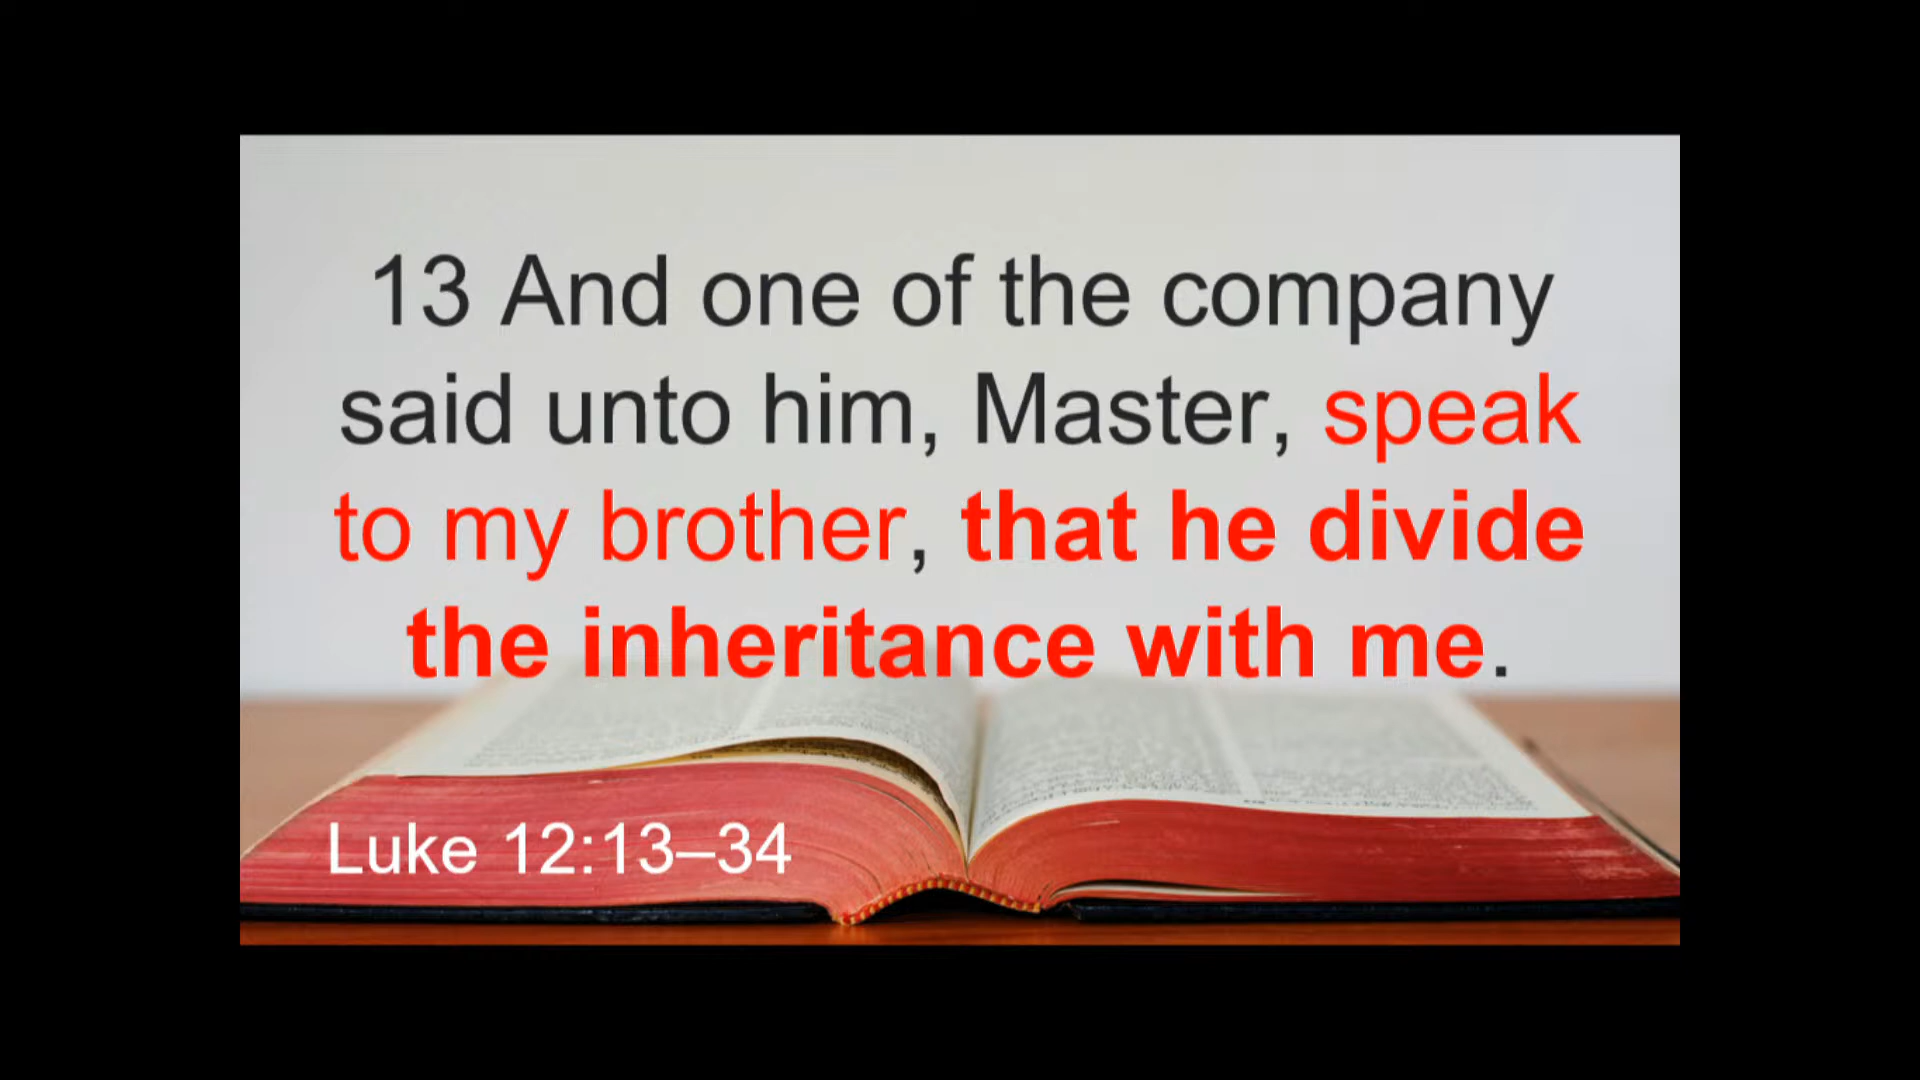 13 And one of the company
said unto him, Master, speak
to my brother, that he divide
the inheritance with me.
Luke 12:13–34